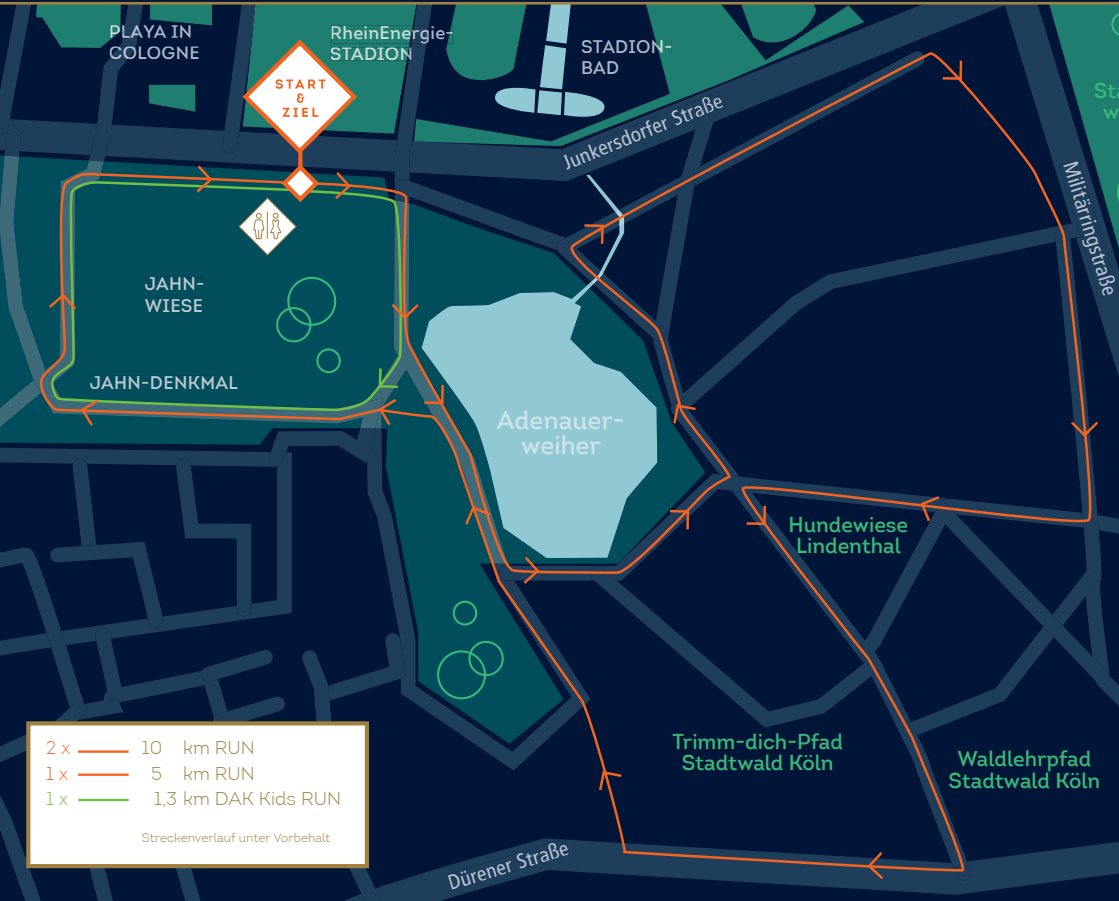 PLAYA IN
COLOGNE
RheinEnergie-
STADION
STADION-
BAD
START
&
ZIEL
Junkersdorfer Straße
Sta
w
Militärringstraße
JAHN-
WIESE
JAHN-DENKMAL
Adenauer-
weiher
Hundewiese
Lindenthal
Trimm-dich-Pfad
Stadtwald Köln
Waldlehrpfad
Stadtwald Köln
Dürener Straße
2 x 10 km RUN
1 x 5 km RUN
1 x 1,3 km DAK Kids RUN
Streckenverlauf unter Vorbehalt